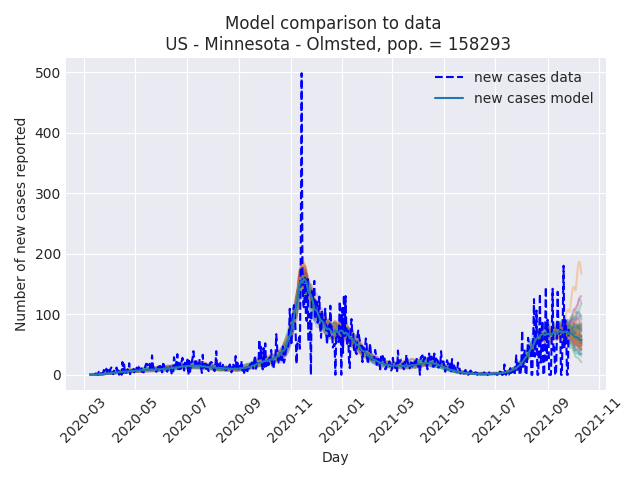 Model comparison to data
US - Minnesota - Olmsted, pop. = 158293
new cases data
new cases model
Number of new cases reported
500
400
300
200
100
0
2020-03
2020-05
2020-07
2020-09
2020-11
2021-01
2021-03
2021-05
2021-07
2021-09
2021-11
Day